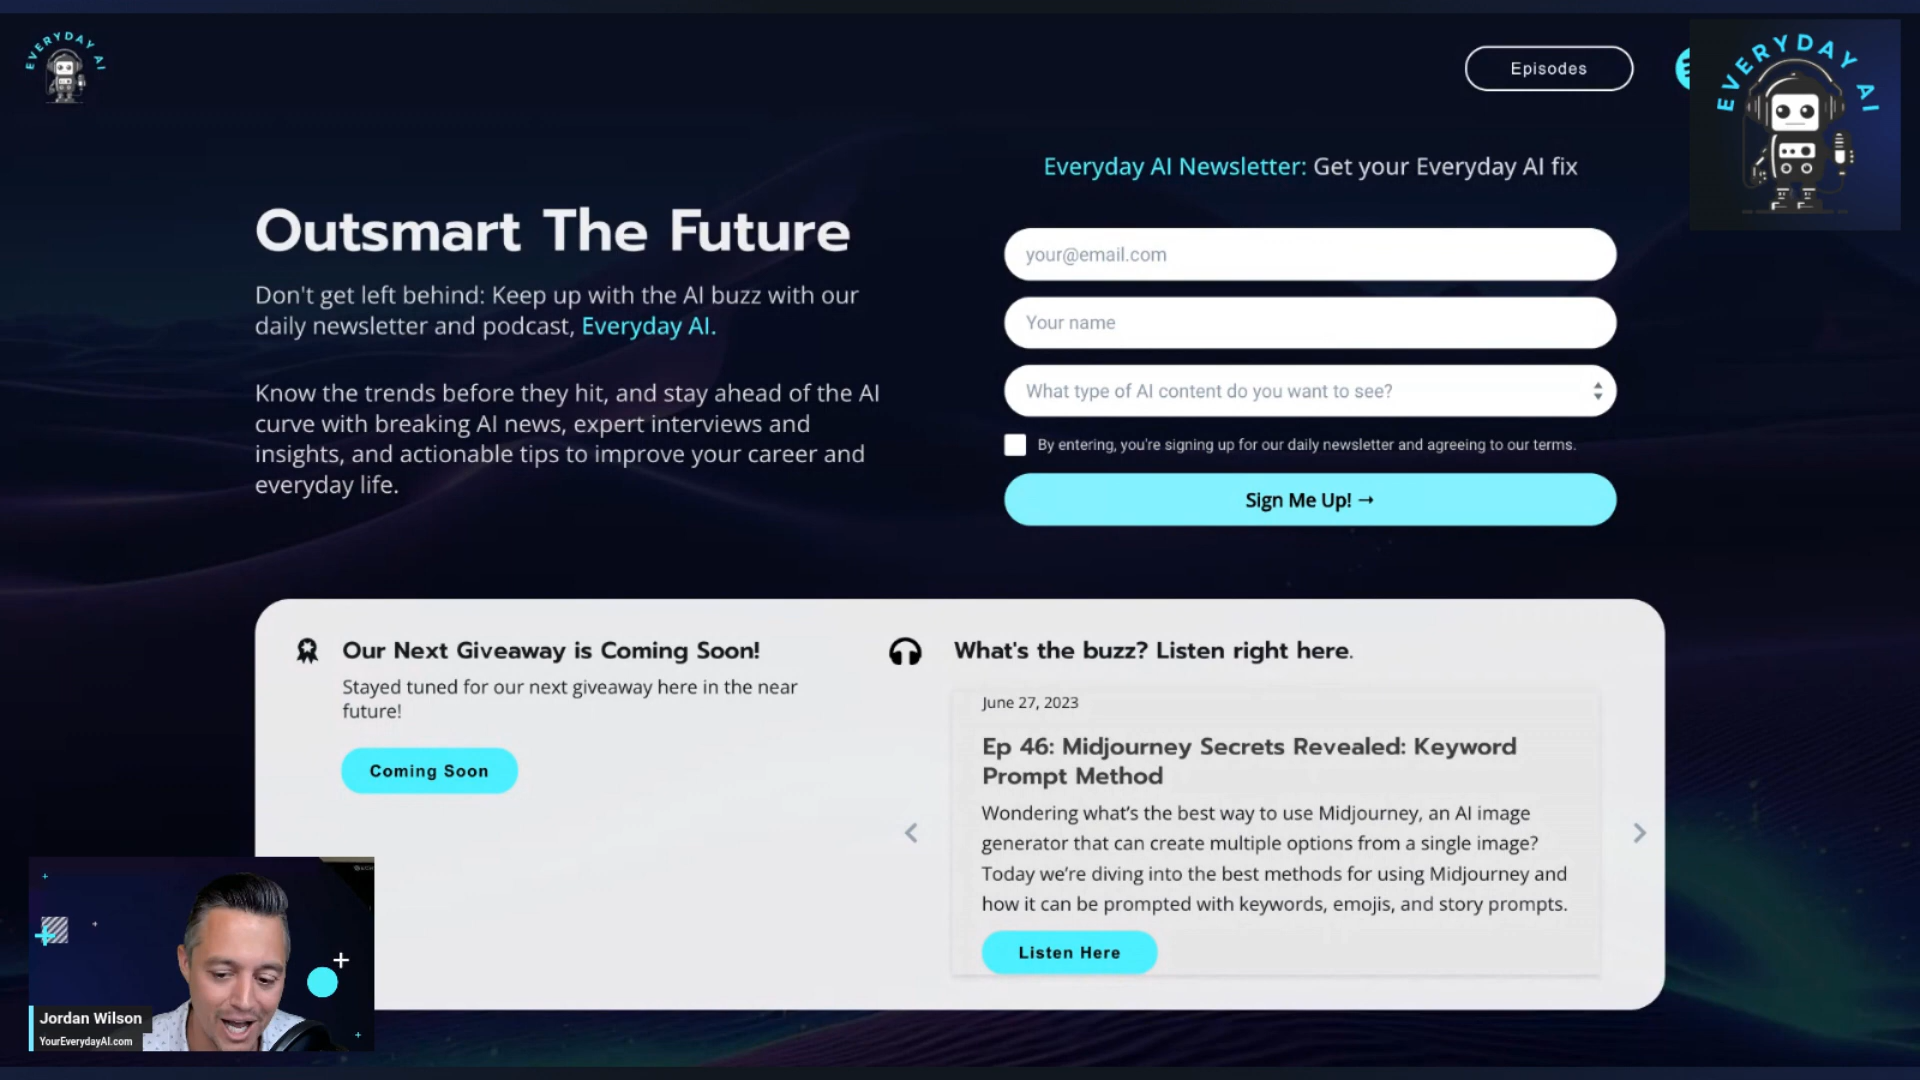 EVERYDAY AI
Episodes
EVERYDAY AI
Everyday AI Newsletter: Get your Everyday AI fix
Outsmart The Future
Don't get left behind: Keep up with the AI buzz with our
daily newsletter and podcast, Everyday AI.
Know the trends before they hit, and stay ahead of the AI
curve with breaking AI news, expert interviews and
insights, and actionable tips to improve your career and
everyday life.
your@email.com
Your name
What type of AI content do you want to see?
By entering, you're signing up for our daily newsletter and agreeing to our terms.
Sign Me Up! →
Our Next Giveaway is Coming Soon!
Stayed tuned for our next giveaway here in the near
future!
Coming Soon
What's the buzz? Listen right here.
June 27, 2023
Ep 46: Midjourney Secrets Revealed: Keyword
Prompt Method
Wondering what’s the best way to use Midjourney, an AI image
generator that can create multiple options from a single image?
Today we’re diving into the best methods for using Midjourney and
how it can be prompted with keywords, emojis, and story prompts.
Listen Here
Jordan Wilson
YourEverydayAI.com